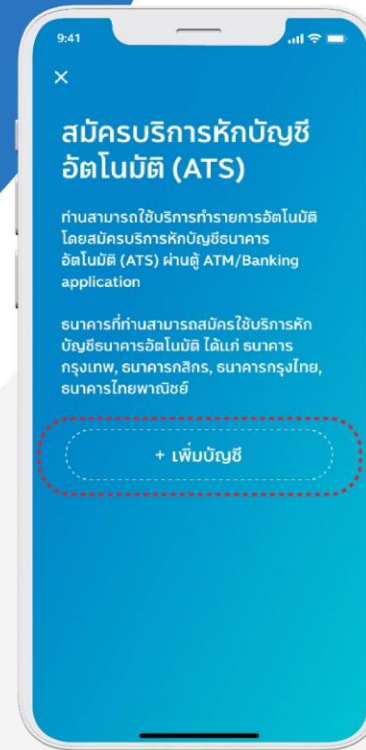 9:41
สมัครบริการหักบัญชี
อัตโนมัติ (ATS)
ท่านสามารถใช้บริการทำรายการอัตโนมัติ
โดยสมัครบริการหักบัญชีธนาคาร
อัตโนมัติ (ATS) ผ่านตู้ ATM/Banking
application
ธนาคารที่ท่านสามารถสมัครใช้บริการหัก
บัญชีธนาคารอัตโนมัติ ได้แก่ ธนาคาร
กรุงเทพ, ธนาคารกสิกร, ธนาคารกรุงไทย,
ธนาคารไทยพาณิชย์
+ เพิ่มบัญชี